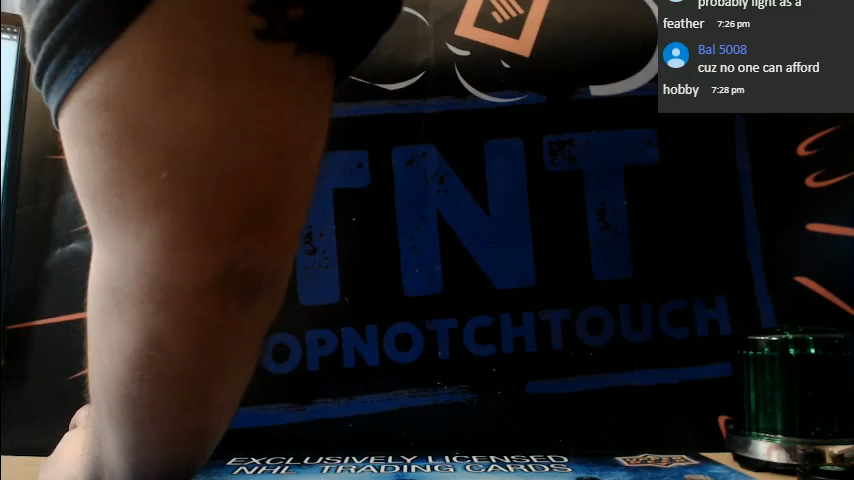 probably light as a
feather 7:26 pm
Bal 5008
cuz no one can afford
hobby 7:28 pm
TNT
OPNOTCHTOUCH
EXCLUSIVELY LICENSED
NHL TRADING CARDS